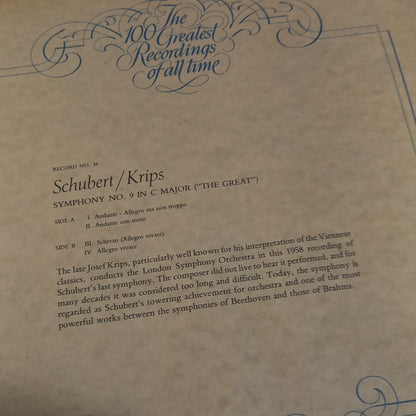 The
100 Greatest
Recordings
of all time
RECORD NO. 34
Schubert/Krips
SYMPHONY NO. 9 IN C MAJOR ("THE GREAT")
SIDE A I. Andante – Allegro ma non troppo
II. Andante con moto
SIDE B III. Scherzo (Allegro vivace)
IV. Allegro vivace
The late Josef Krips, particularly well known for his interpretation of the Viennese
classics, conducts the London Symphony Orchestra in this 1958 recording of
Schubert's last symphony. The composer did not live to hear it performed, and for
many decades it was considered too long and difficult. Today, the symphony is
regarded as Schubert's towering achievement for orchestra and one of the most
powerful works between the symphonies of Beethoven and those of Brahms.